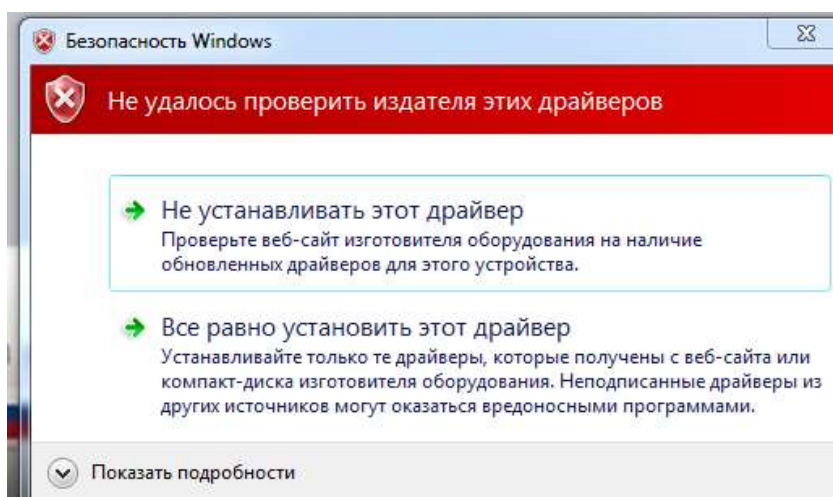 Безопасность Windows
Не удалось проверить издателя этих драйверов
Не устанавливать этот драйвер
Проверьте веб-сайт изготовителя оборудования на наличие
обновленных драйверов для этого устройства.
Все равно установить этот драйвер
Устанавливайте только те драйверы, которые получены с веб-сайта или
компакт-диска изготовителя оборудования. Неподписанные драйверы из
других источников могут оказаться вредоносными программами.
Показать подробности